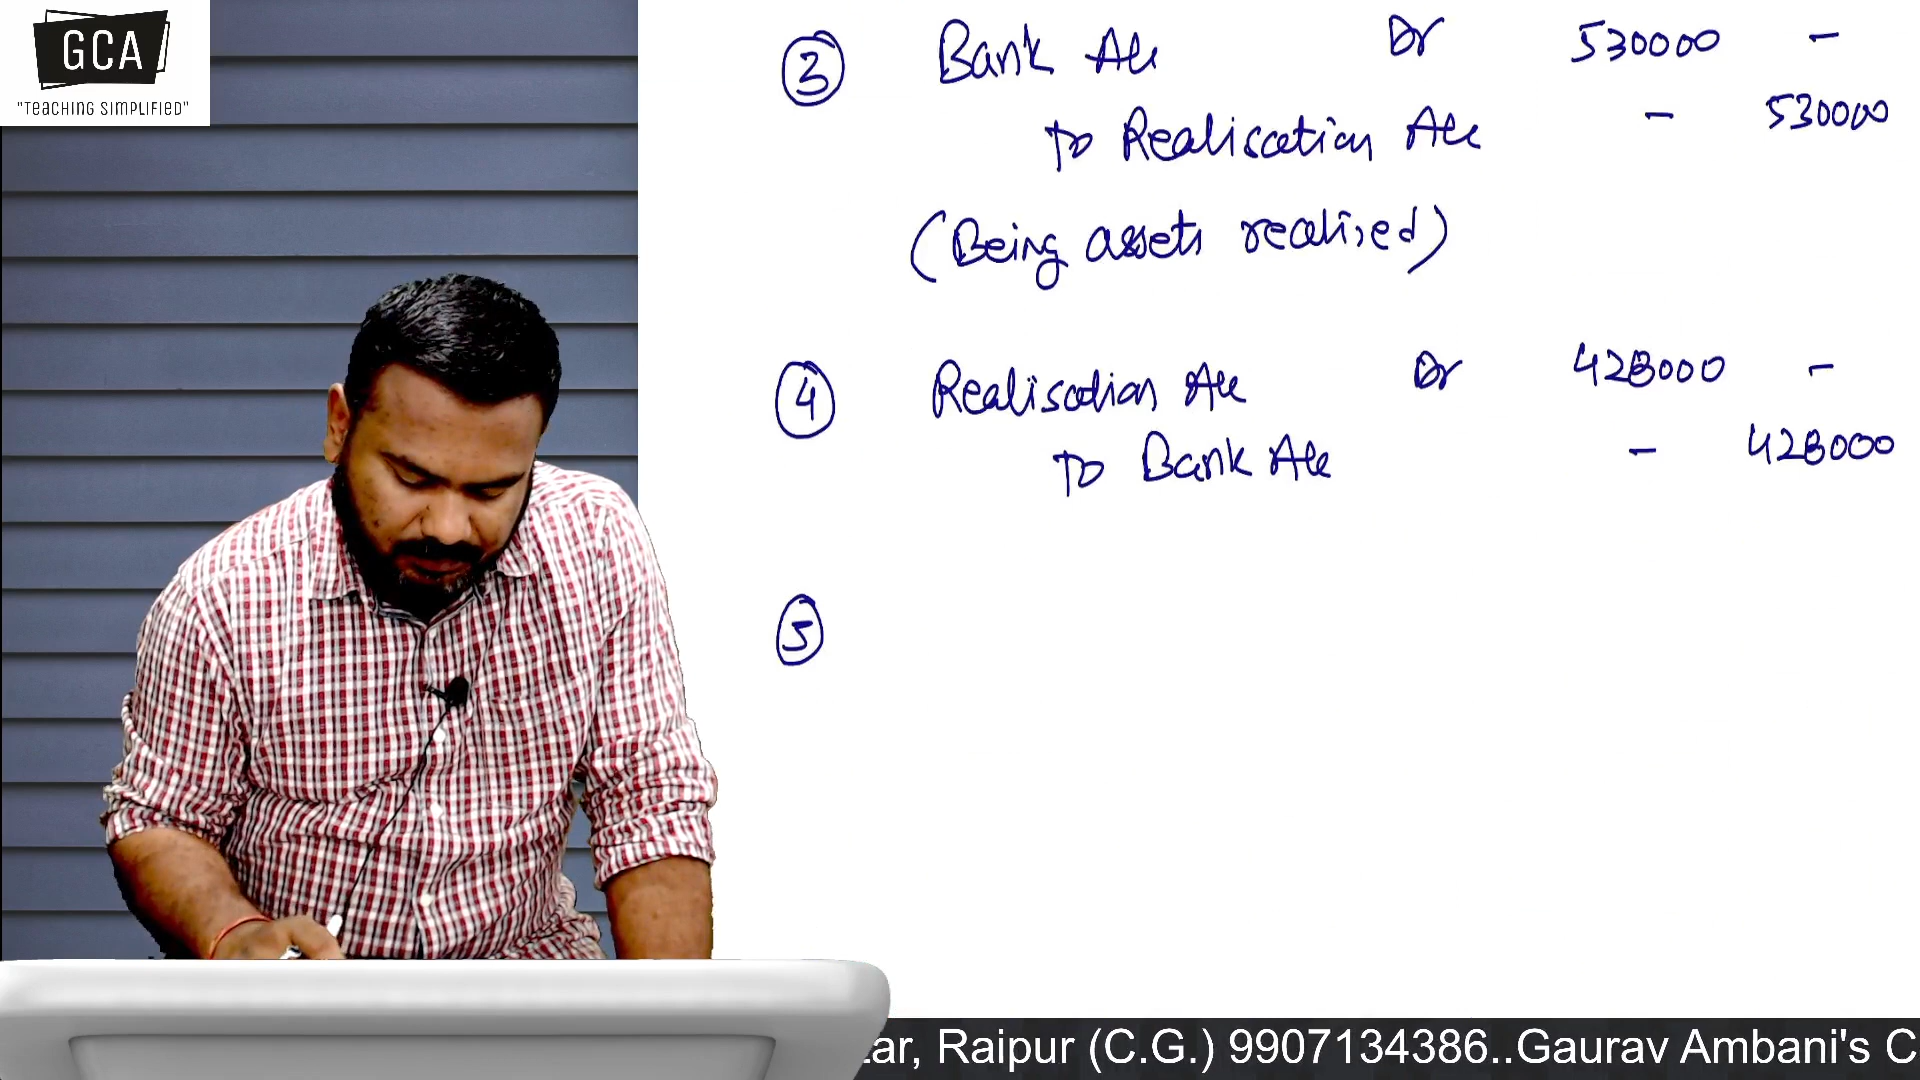 GCA
"TEACHING SIMPLIFIED"
③ Bank A/c Dr 530000 -
To Realisation A/c - 530000
(Being assets realised)
④ Realisation A/c Dr 428000 -
To Bank A/c - 428000
⑤
zar, Raipur (C.G.) 9907134386..Gaurav Ambani's C